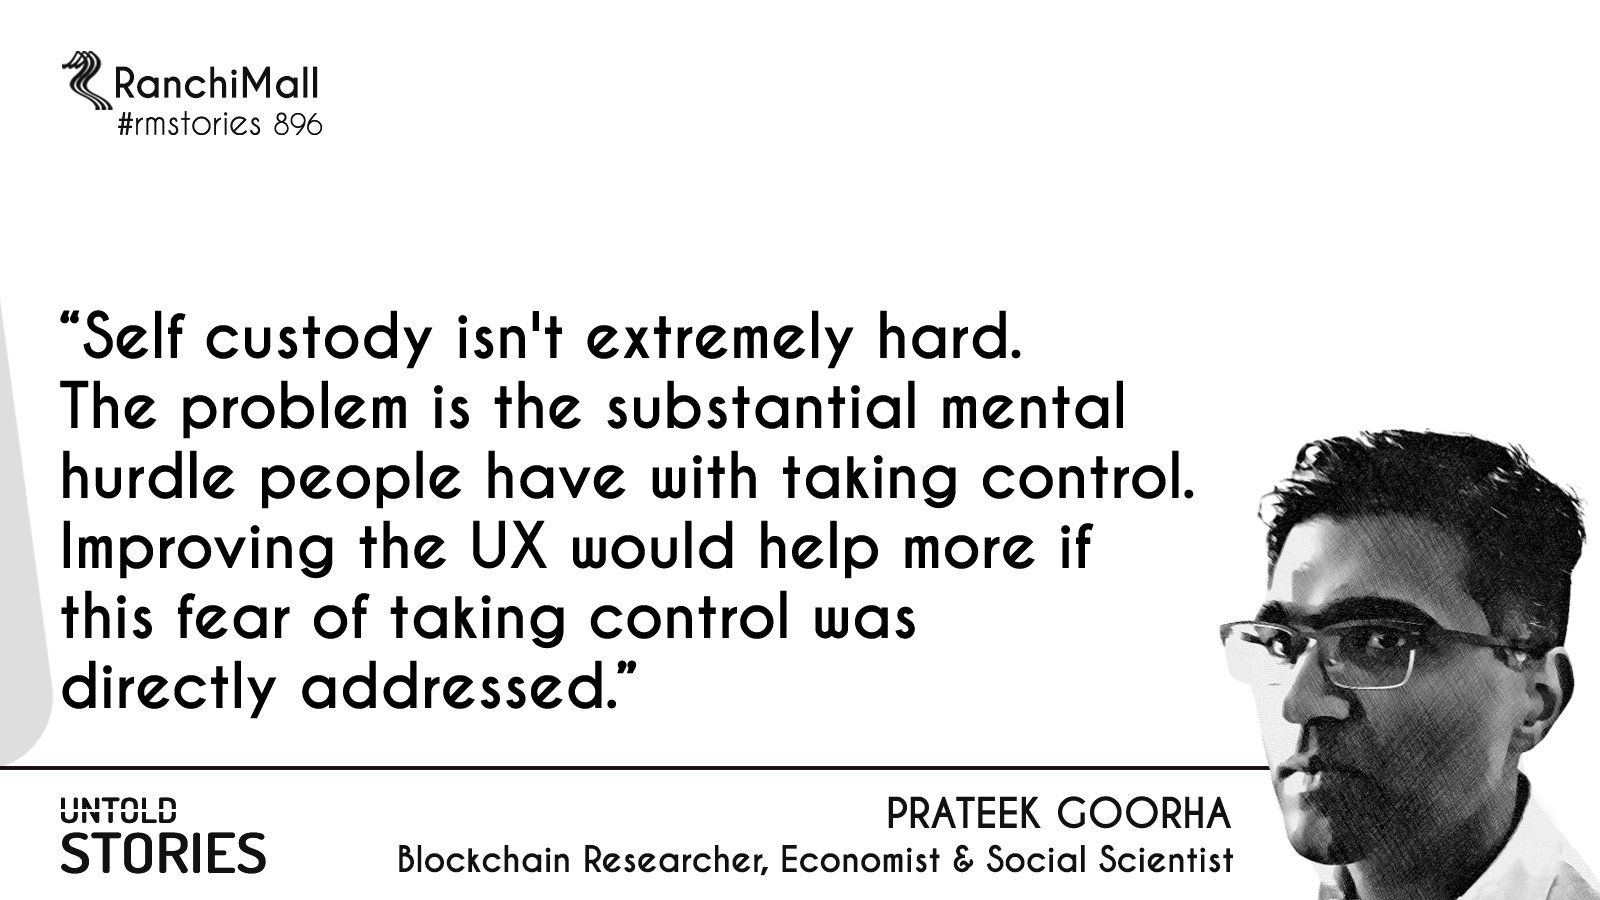 RanchiMall
#rmstories 896
“Self custody isn't extremely hard.
The problem is the substantial mental
hurdle people have with taking control.
Improving the UX would help more if
this fear of taking control was
directly addressed.”
UNTOLD
STORIES
PRATEEK GOORHA
Blockchain Researcher, Economist & Social Scientist